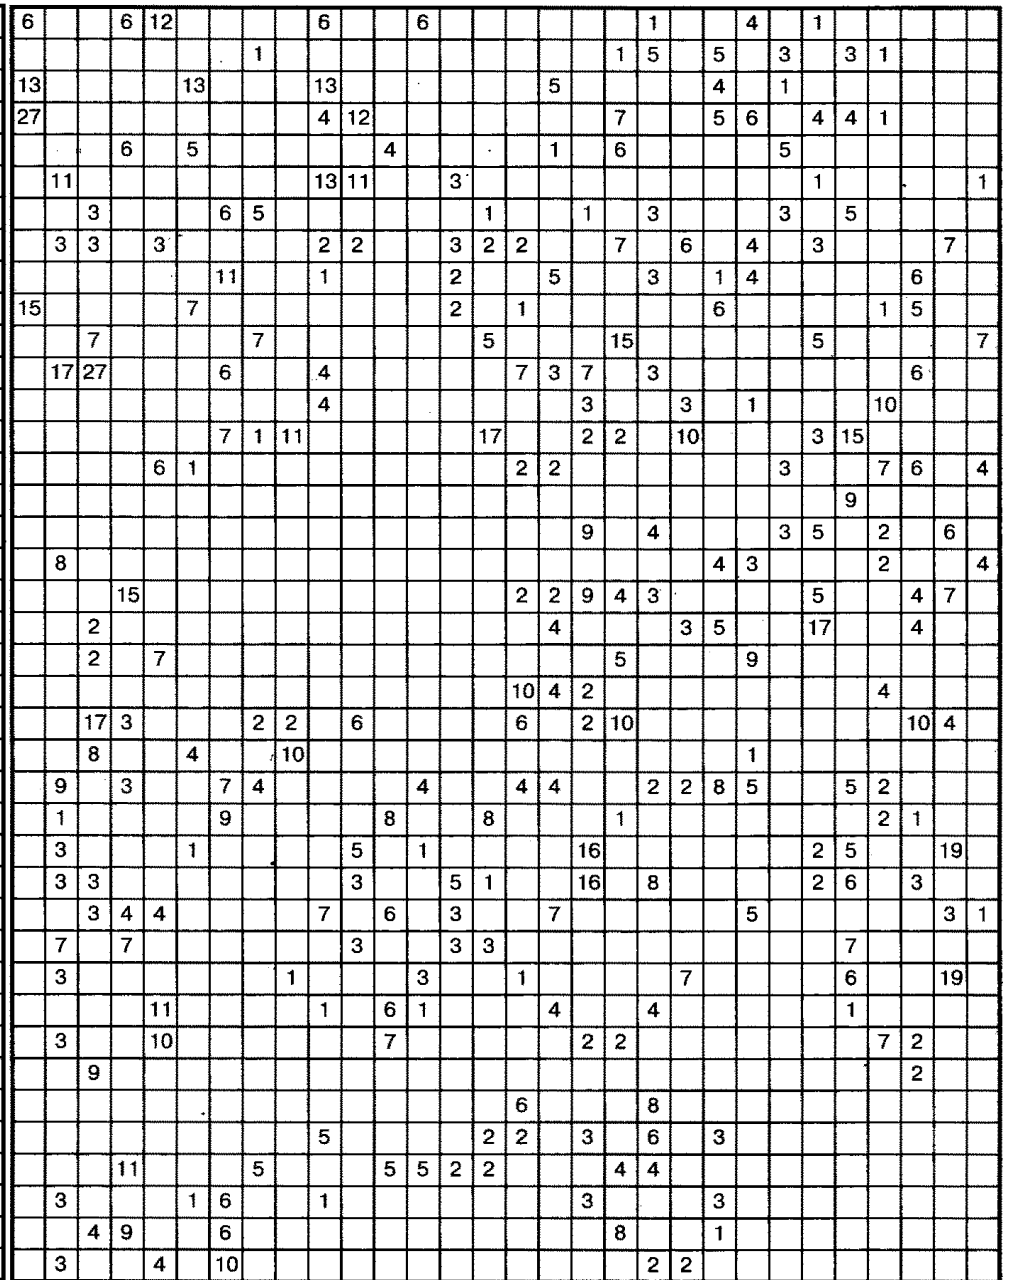 6 6 12 6 6 1 4 1
1 1 5 5 3 3 1
13 13 13 5 4 1
27 4 12 7 5 6 4 4 1
6 5 4 1 6 5
11 13 11 3 1 1
3 6 5 1 1 3 3 5
3 3 3 2 2 3 2 2 7 6 4 3 7
11 1 2 5 3 1 4 6
15 7 2 1 6 1 5
7 7 5 15 5 7
17 27 6 4 7 3 7 3 6
4 3 3 1 10
7 1 11 17 2 2 10 3 15
6 1 2 2 3 7 6 4
9
9 4 3 5 2 6
8 4 3 2 4
15 2 2 9 4 3 5 4 7
2 4 3 5 17 4
2 7 5 9
10 4 2 4
17 3 2 2 6 6 2 10 10 4
8 4 10 1
9 3 7 4 4 4 4 2 2 8 5 5 2
1 9 8 8 1 2 1
3 1 5 1 16 2 5 19
3 3 3 5 1 16 8 2 6 3
3 4 4 7 6 3 7 5 3 1
7 7 3 3 3 7
3 1 3 1 7 6 19
11 1 6 1 4 4 1
3 10 7 2 2 7 2
9 2
6 8
5 2 2 3 6 3
11 5 5 5 2 2 4 4
3 1 6 1 3 3
4 9 6 8 1
3 4 10 2 2